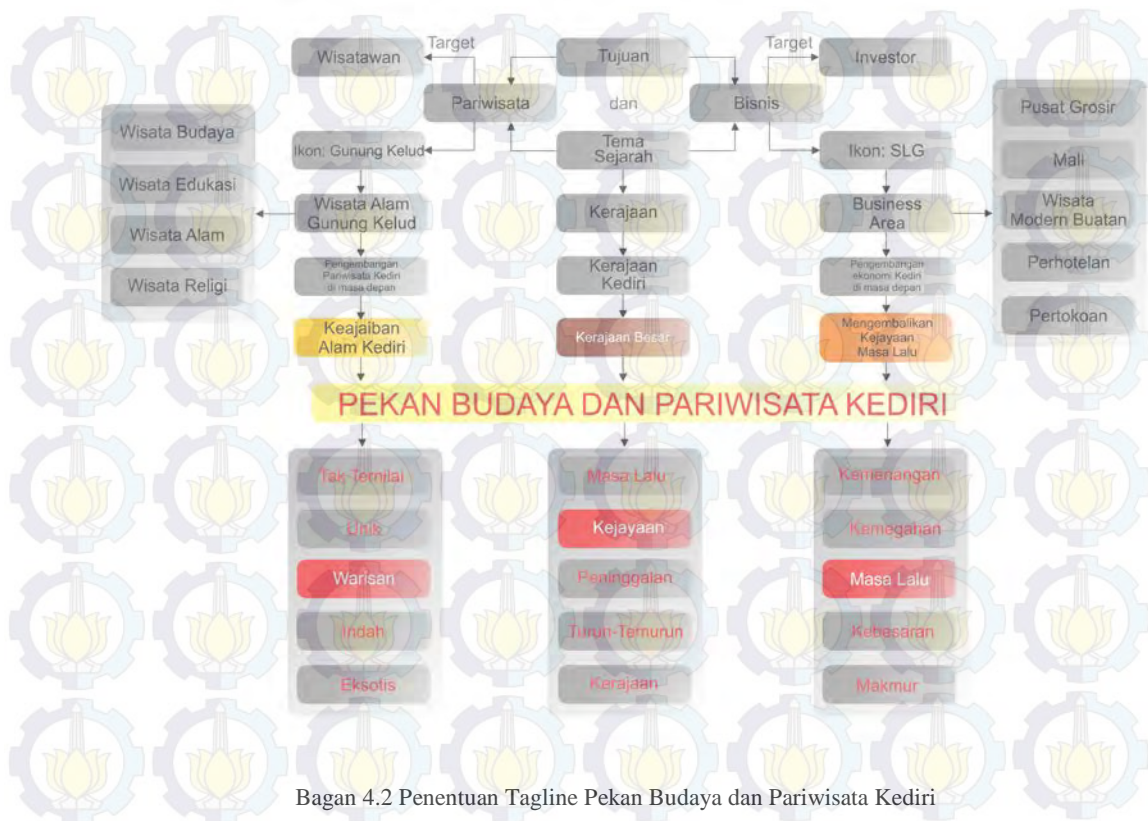 Wisatawan
Target
Tujuan
Target
Investor
Pariwisata
dan
Bisnis
Wisata Budaya
Wisata Edukasi
Wisata Alam
Wisata Religi
Ikon: Gunung Kelud
Tema
Sejarah
Ikon: SLG
Pusat Grosir
Mali
Wisata
Modern Buatan
Perhotelan
Pertokoan
Wisata Alam
Gunung Kelud
Kerajaan
Business
Area
Pengembangan
Pariwisata Kediri
di masa depan
Kerajaan
Kediri
Pengembangan
ekonomi Kediri
di masa depan
Keajaiban
Alam Kediri
Kerajaan Besar
Mengembalikan
Kejayaan
Masa Lalu
PEKAN BUDAYA DAN PARIWISATA KEDIRI
Tak Ternilai
Unik
Warisan
Indah
Eksotis
Masa Lalu
Kejayaan
Peninggalan
Turun-Temurun
Kerajaan
Kemenangan
Kemegahan
Masa Lalu
Kebesaran
Makmur
Bagan 4.2 Penentuan Tagline Pekan Budaya dan Pariwisata Kediri